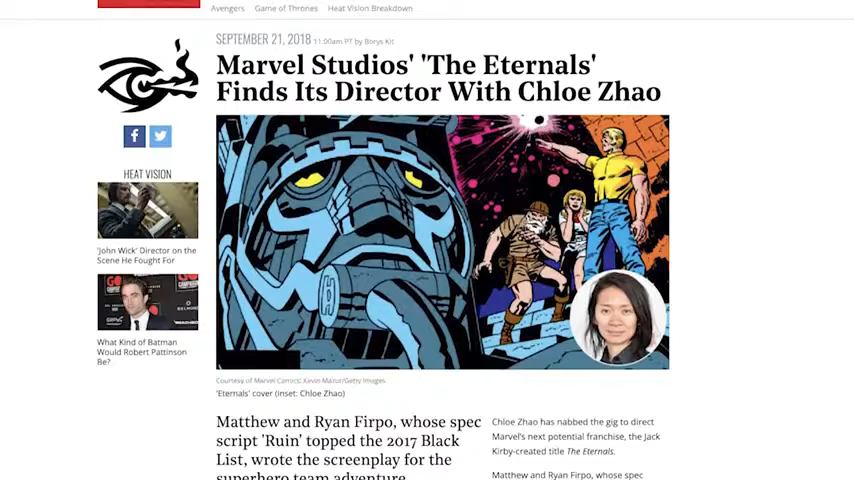 Avengers Game of Thrones Heat Vision Breakdown
SEPTEMBER 21, 2018 11:00am PT by Borys Kit
Marvel Studios' 'The Eternals'
Finds Its Director With Chloe Zhao
HEAT VISION
'John Wick' Director on the
Scene He Fought For
What Kind of Batman
Would Robert Pattinson
Be?
Courtesy of Marvel Comics; Kevin Mazur/Getty Images
'Eternals' cover (inset: Chloe Zhao)
Matthew and Ryan Firpo, whose spec
script 'Ruin' topped the 2017 Black
List, wrote the screenplay for the
superhero team adventure.
Chloe Zhao has nabbed the gig to direct
Marvel's next potential franchise, the Jack
Kirby-created title The Eternals.
Matthew and Ryan Firpo, whose spec